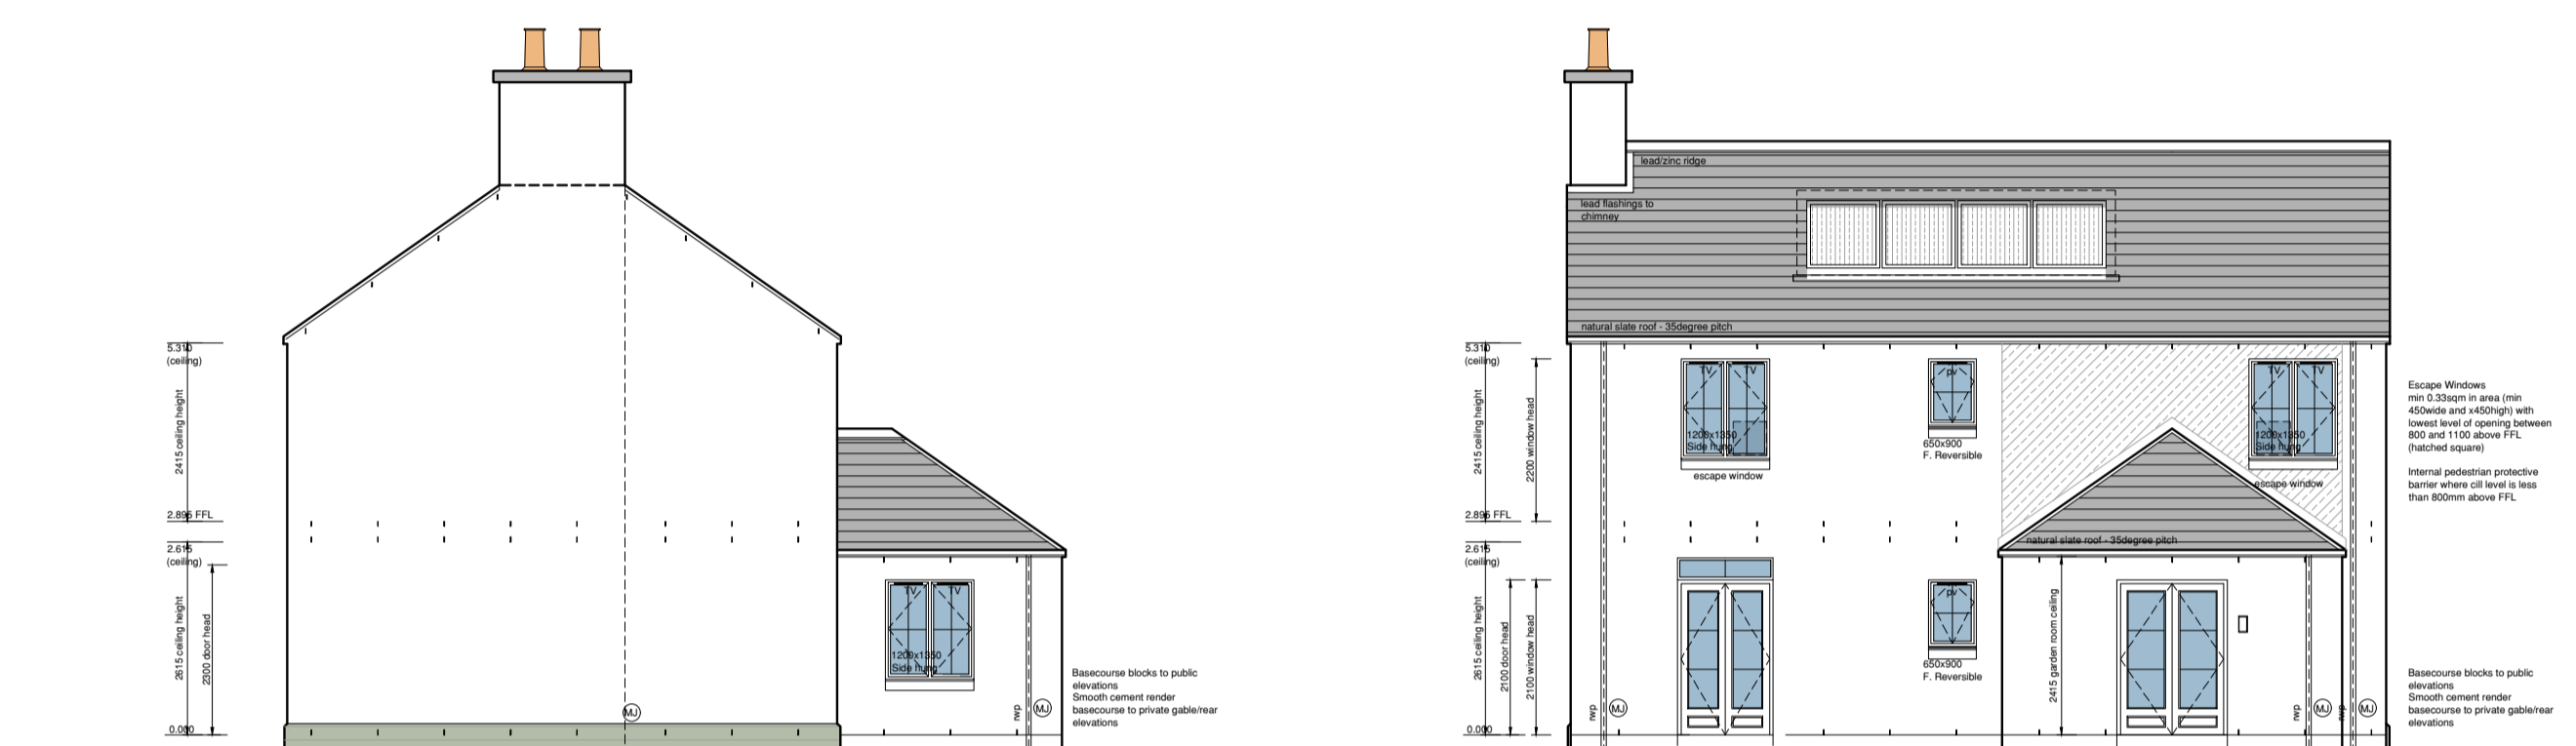 5.310
(ceiling)
2415 ceiling height
2.895 FFL
2.615
(ceiling)
2615 ceiling height
2300 door head
0.000
MJ
TV TV
1200x1350
Side hung
rwp
MJ
Basecourse blocks to public
elevations
Smooth cement render
basecourse to private gable/rear
elevations
lead/zinc ridge
lead flashings to
chimney
natural slate roof - 35degree pitch
5.310
(ceiling)
2415 ceiling height
2200 window head
2.895 FFL
2.615
(ceiling)
2615 ceiling height
2100 door head
2100 window head
0.000
TV TV
1200x1350
Side hung
escape window
pv
650x900
F. Reversible
TV TV
1200x1350
Side hung
escape window
natural slate roof - 35degree pitch
pv
650x900
F. Reversible
2415 garden room ceiling
rwp
MJ
rwp
MJ
rwp
MJ
Escape Windows
min 0.33sqm in area (min
450wide and x450high) with
lowest level of opening between
800 and 1100 above FFL
(hatched square)
Internal pedestrian protective
barrier where cill level is less
than 800mm above FFL
Basecourse blocks to public
elevations
Smooth cement render
basecourse to private gable/rear
elevations